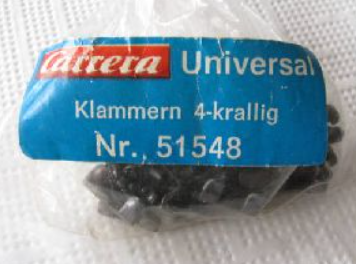 Carrera Universal
Klammern 4-krallig
Nr. 51548